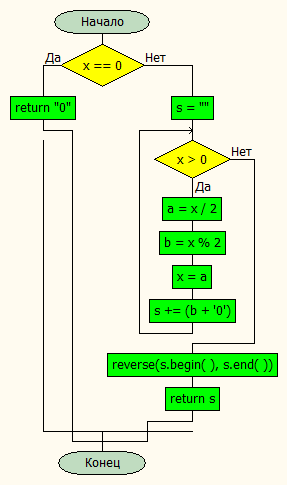 Начало
Да
x == 0
Нет
return "0"
s = ""
x > 0
Нет
Да
a = x / 2
b = x % 2
x = a
s += (b + '0')
reverse(s.begin( ), s.end( ))
return s
Конец